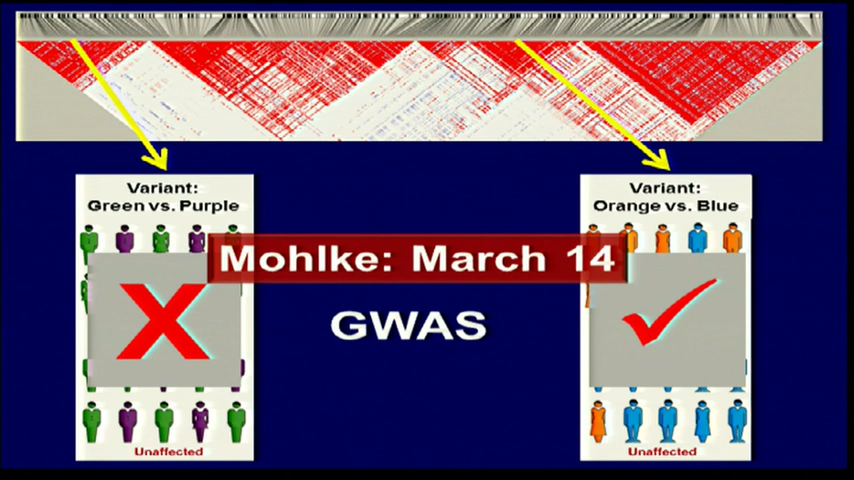 Variant:
Green vs. Purple
Variant:
Orange vs. Blue
Mohlke: March 14
GWAS
X
Unaffected
Unaffected